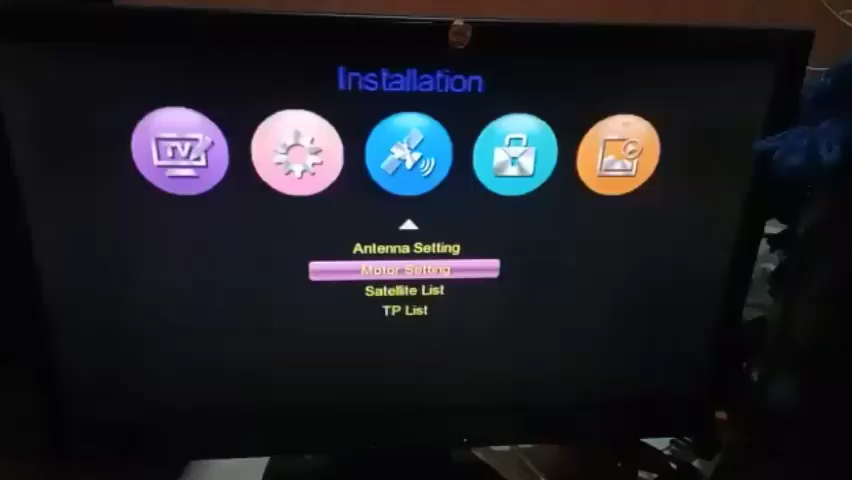 Installation
TV
Antenna Setting
Motor Setting
Satellite List
TP List